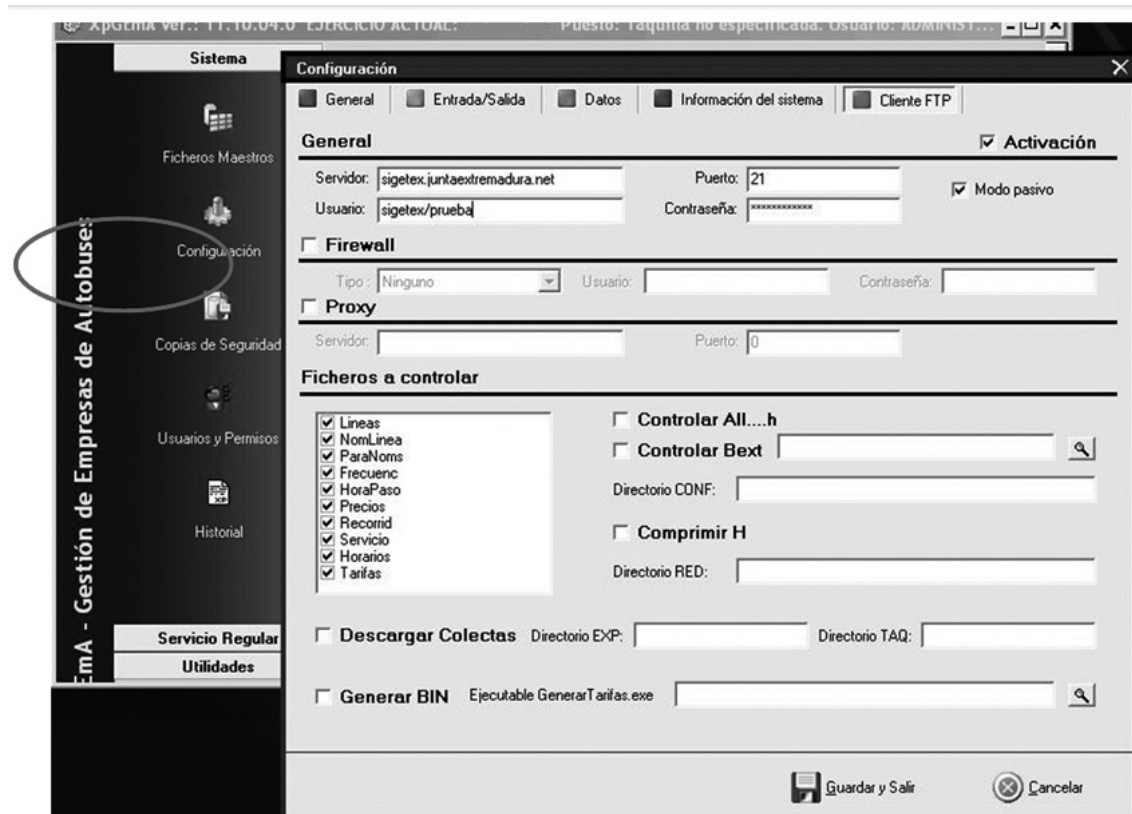 XpGEmA Ver.: 11.10.04.0 EJERCICIO ACTUAL: Puesto: Taquilla no especificada. Usuario: ADMINIST...
Sistema
Ficheros Maestros
Configuración
Copias de Seguridad
Usuarios y Permisos
Historial
Servicio Regular
Utilidades
EmA - Gestión de Empresas de Autobuses
Configuración
General Entrada/Salida Datos Información del sistema Cliente FTP
General Activación
Servidor: sigetex.juntaextremadura.net Puerto: 21 Modo pasivo
Usuario: sigetex/prueba Contraseña: ************
Firewall
Tipo : Ninguno Usuario: Contraseña:
Proxy
Servidor: Puerto: 0
Ficheros a controlar
Lineas
NomLinea
ParaNoms
Frecuenc
HoraPaso
Precios
Recorrid
Servicio
Horarios
Tarifas
Controlar All....h
Controlar Bext
Directorio CONF:
Comprimir H
Directorio RED:
Descargar Colectas Directorio EXP: Directorio TAQ:
Generar BIN Ejecutable GenerarTarifas.exe
Guardar y Salir Cancelar